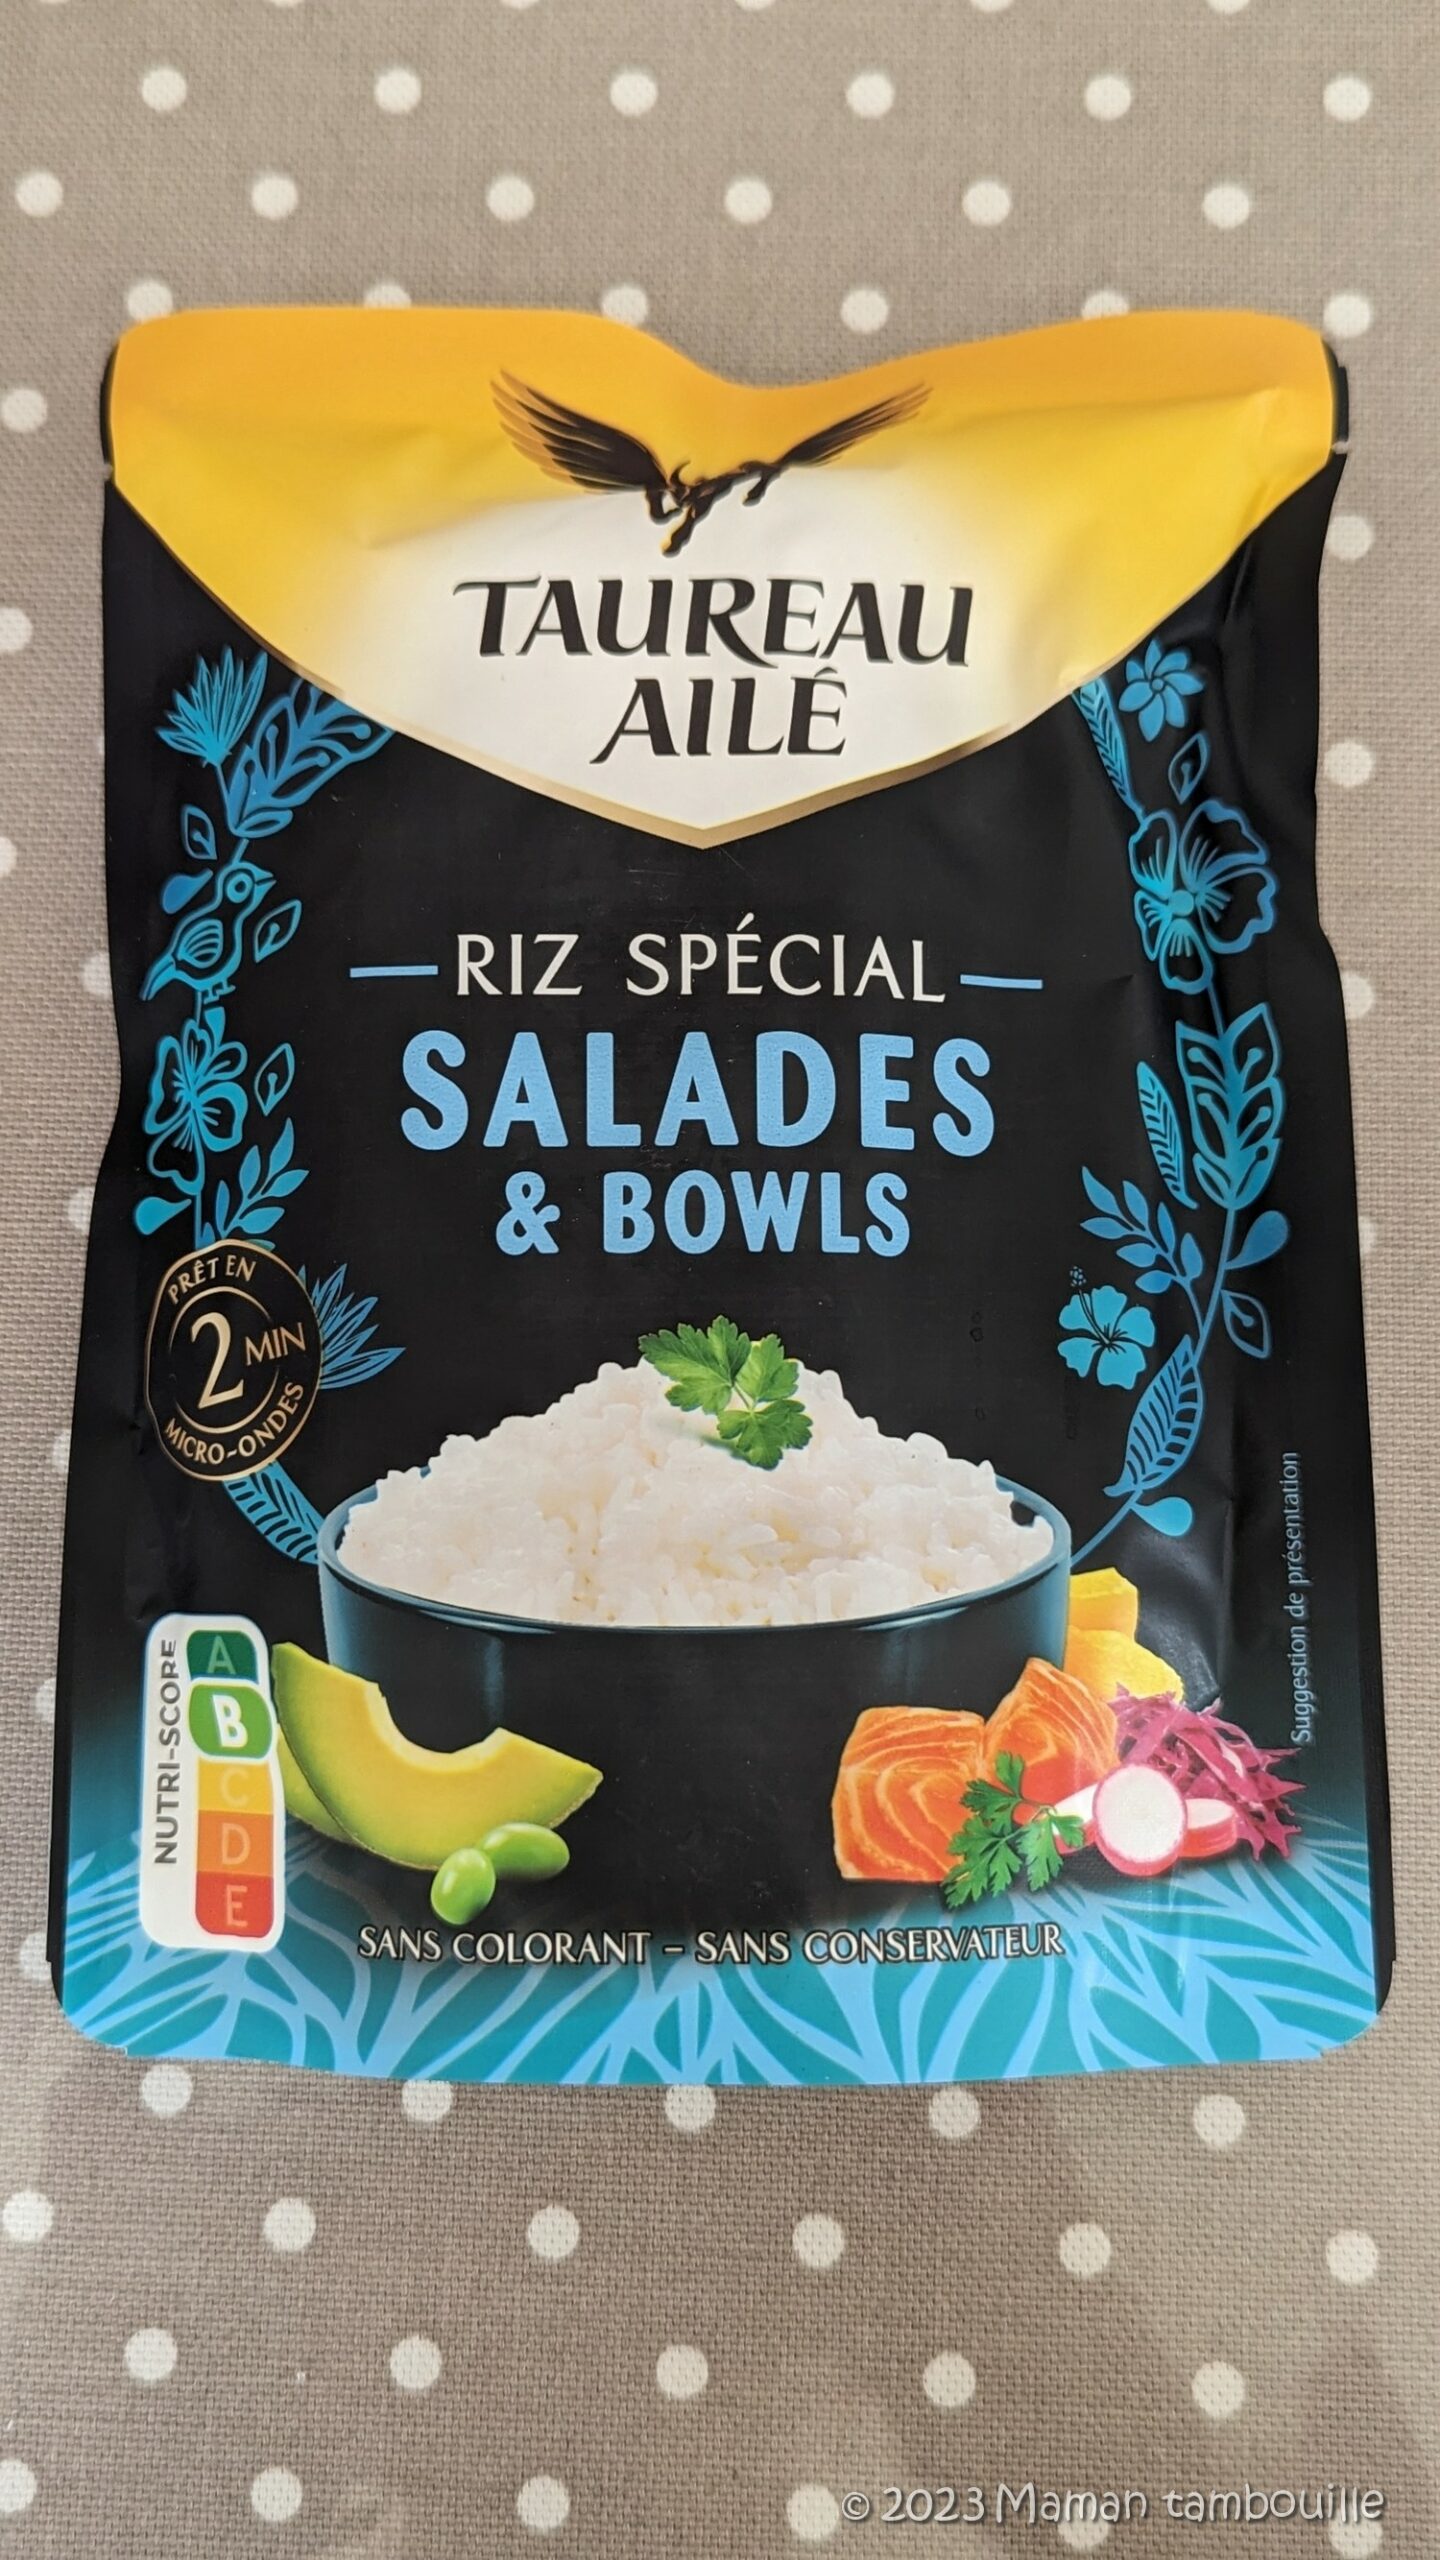 TAUREAU
AILÉ
RIZ SPÉCIAL
SALADES
& BOWLS
PRÊT EN
2 MIN
MICRO-ONDES
Suggestion de présentation
NUTRI-SCORE
A
B
C
D
E
SANS COLORANT – SANS CONSERVATEUR
© 2023 Maman tambouille